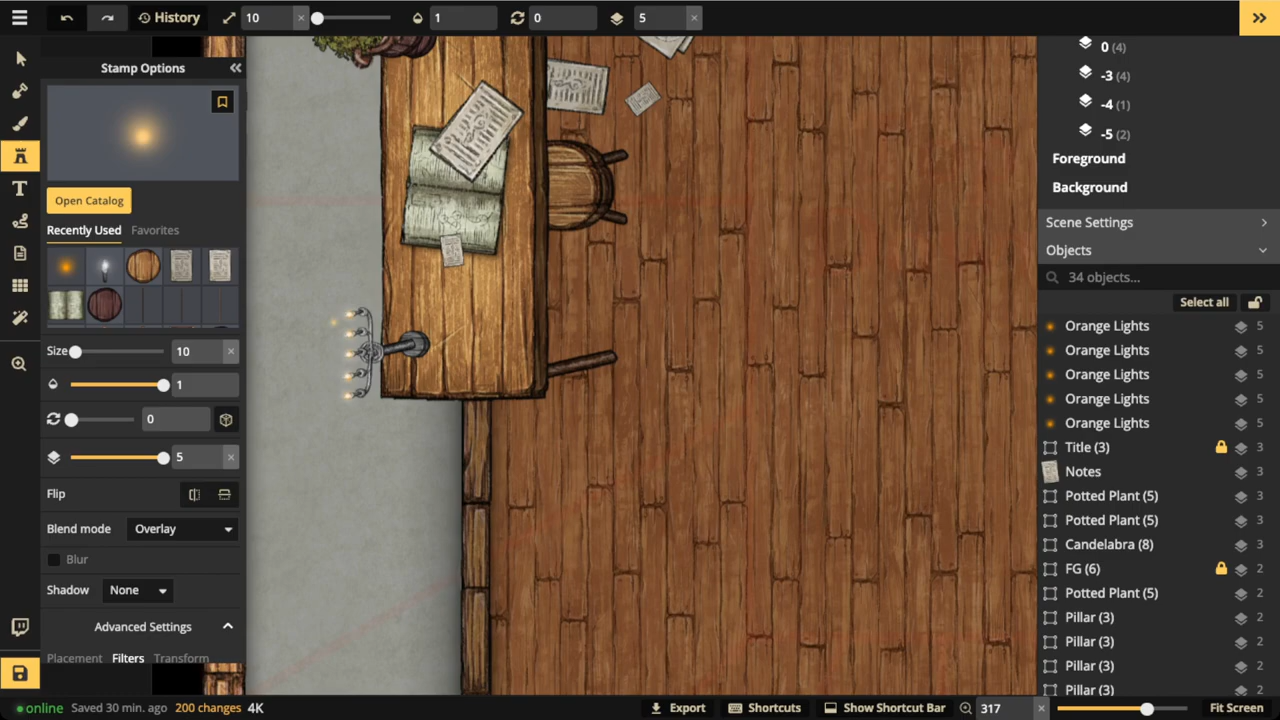 History
10 ×
1
0
5 ×
Stamp Options
Open Catalog
Recently Used Favorites
Size 10 ×
1
0
5 ×
Flip
Blend mode Overlay
Blur
Shadow None
Advanced Settings
Placement Filters Transform
online Saved 30 min. ago 200 changes 4K
Export Shortcuts Show Shortcut Bar 317 × Fit Screen
0 (4)
-3 (4)
-4 (1)
-5 (2)
Foreground
Background
Scene Settings
Objects
34 objects...
Select all
Orange Lights 5
Orange Lights 5
Orange Lights 5
Orange Lights 5
Orange Lights 5
Title (3) 3
Notes 3
Potted Plant (5) 3
Potted Plant (5) 3
Candelabra (8) 3
FG (6) 2
Potted Plant (5) 2
Pillar (3) 2
Pillar (3) 2
Pillar (3) 2
Pillar (3) 2